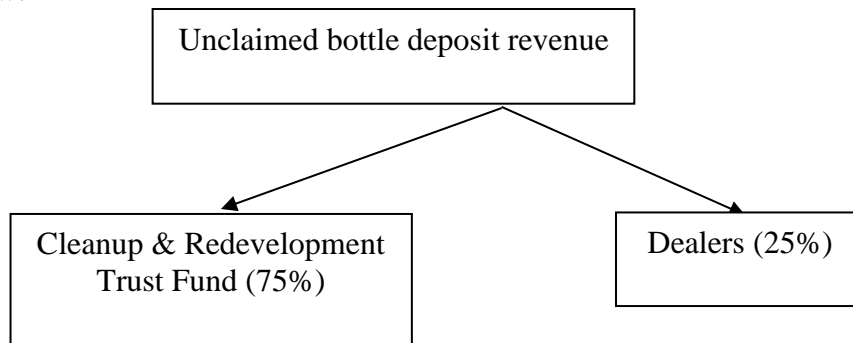 Unclaimed bottle deposit revenue
Cleanup & Redevelopment
Trust Fund (75%)
Dealers (25%)